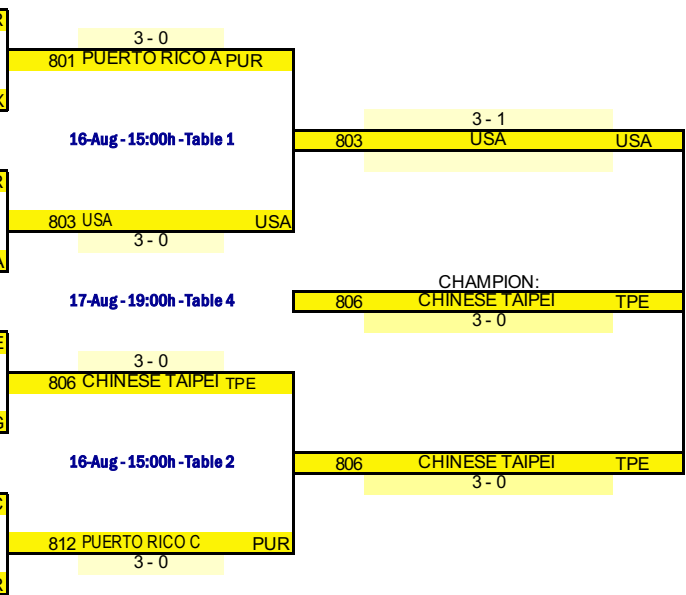 R
3 - 0
801 PUERTO RICO A PUR
X
3 - 1
16-Aug - 15:00h - Table 1
803 USA USA
R
803 USA USA
3 - 0
A
CHAMPION:
17-Aug - 19:00h - Table 4
806 CHINESE TAIPEI TPE
3 - 0
E
3 - 0
806 CHINESE TAIPEI TPE
G
16-Aug - 15:00h - Table 2
806 CHINESE TAIPEI TPE
3 - 0
C
812 PUERTO RICO C PUR
3 - 0
R